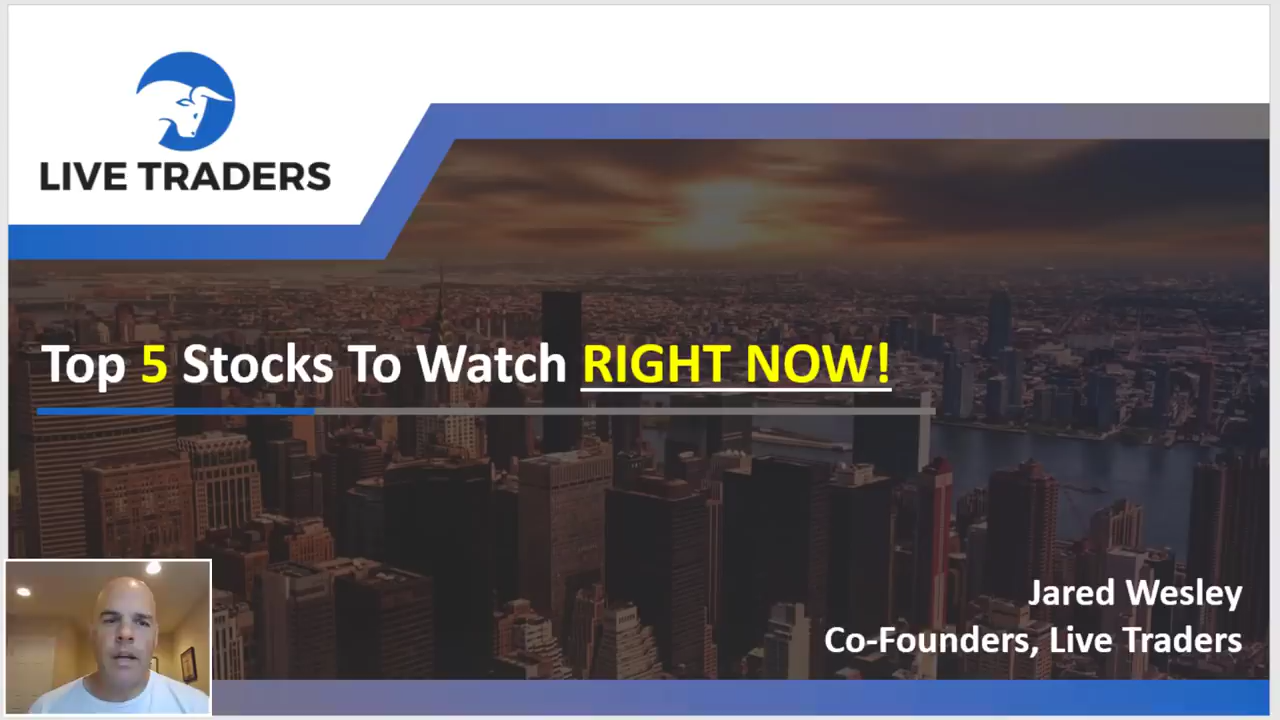 LIVE TRADERS
Top 5 Stocks To Watch RIGHT NOW!
Jared Wesley
Co-Founders, Live Traders